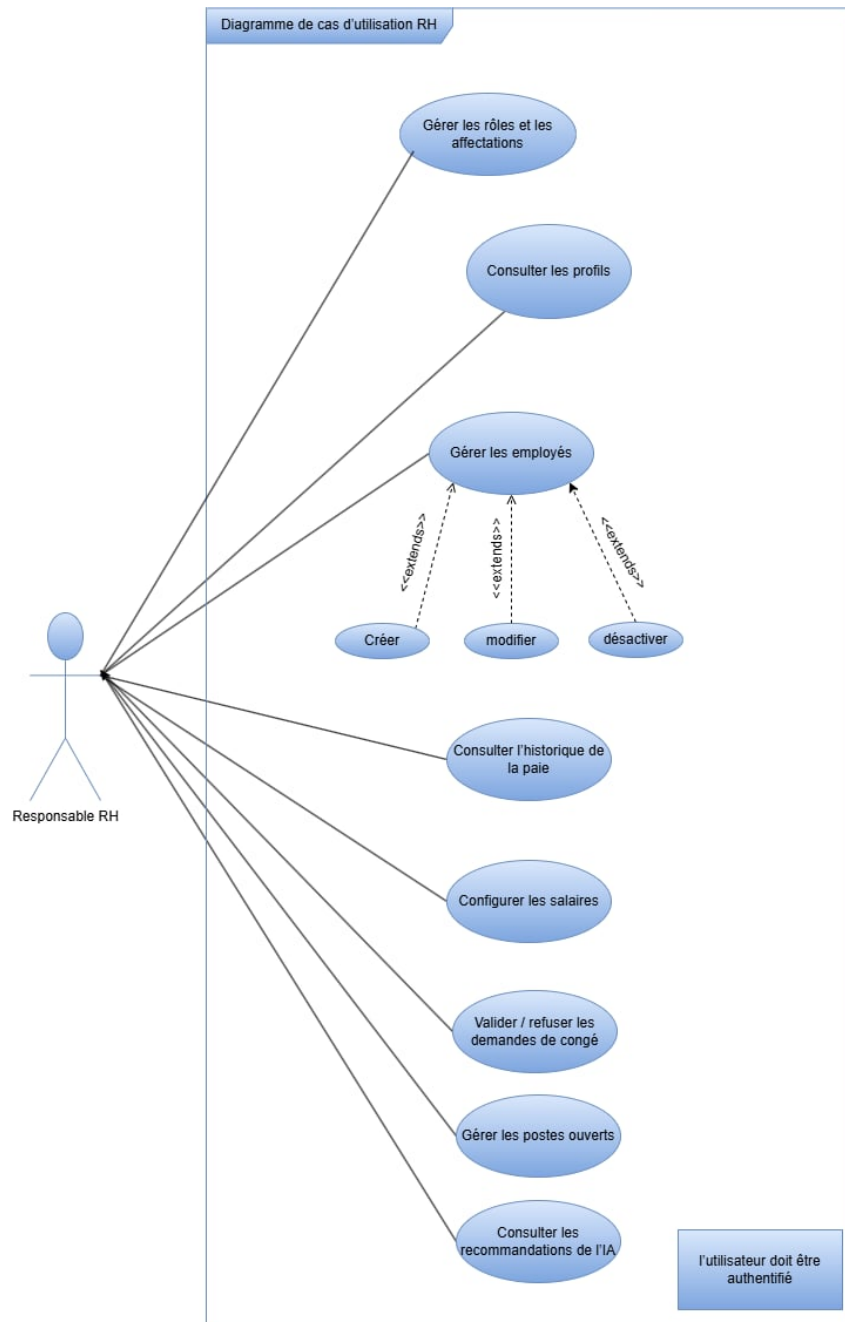 Diagramme de cas d'utilisation RH
Gérer les rôles et les
affectations
Consulter les profils
Gérer les employés
<<extends>>
<<extends>>
<<extends>>
Créer
modifier
désactiver
Responsable RH
Consulter l'historique de
la paie
Configurer les salaires
Valider / refuser les
demandes de congé
Gérer les postes ouverts
Consulter les
recommandations de l'IA
l'utilisateur doit être
authentifié